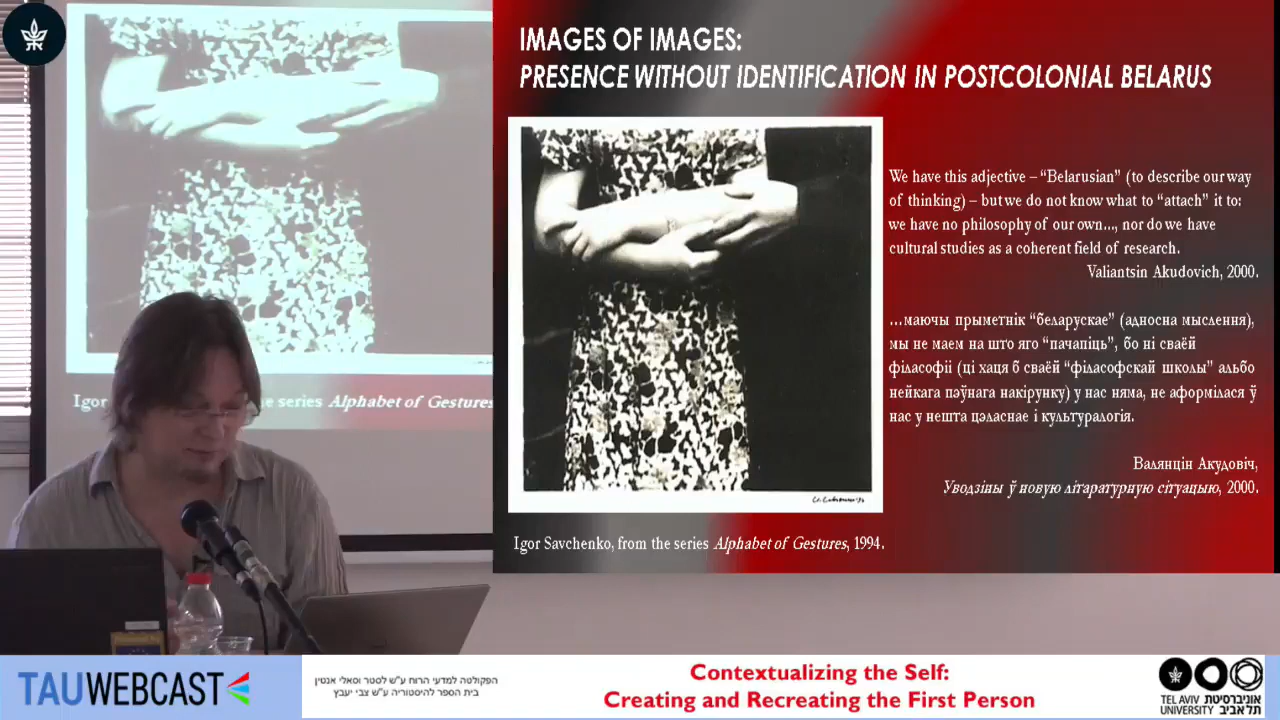 IMAGES OF IMAGES:
PRESENCE WITHOUT IDENTIFICATION IN POSTCOLONIAL BELARUS
We have this adjective – “Belarusian” (to describe our way
of thinking) – but we do not know what to “attach” it to:
we have no philosophy of our own..., nor do we have
cultural studies as a coherent field of research.
Valiantsin Akudovich, 2000.
...маючы прыметнік “беларускае” (адносна мыслення),
мы не маем на што яго “пачапіць”, бо ні сваёй
філасофіі (ці хаця б сваёй “філасофскай школы” альбо
нейкага пэўнага накірунку) у нас няма, не аформілася ў
нас у нешта цэласнае і культуралогія.
Валянцін Акудовіч,
Уводзіны ў новую літаратурную сітуацыю, 2000.
Igor Savchenko, from the series Alphabet of Gestures, 1994.
Igor
e series Alphabet of Gestures
TAUWEBCAST
הפקולטה למדעי הרוח ע"ש לסטר וסאלי אנטין
בית הספר להיסטוריה ע"ש צבי יעבץ
Contextualizing the Self:
Creating and Recreating the First Person
TEL AVIV אוניברסיטת
UNIVERSITY תל אביב